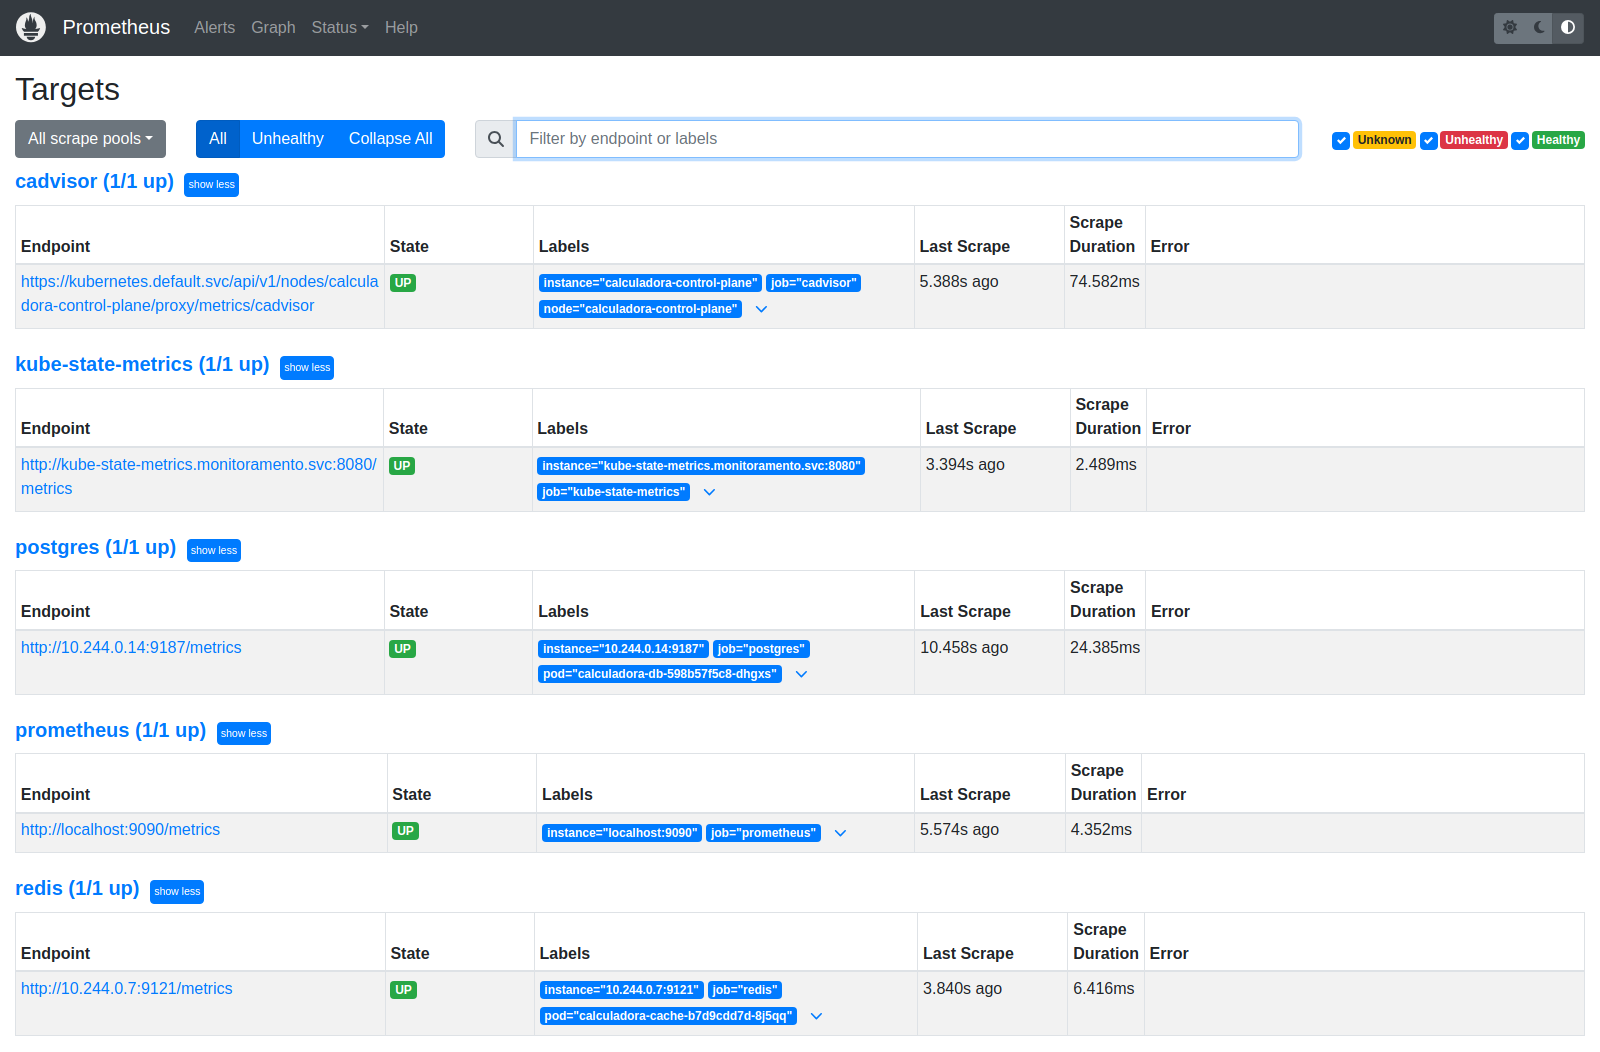 Prometheus Alerts Graph Status Help
Targets
All scrape pools All Unhealthy Collapse All Filter by endpoint or labels Unknown Unhealthy Healthy
cadvisor (1/1 up) show less
Endpoint State Labels Last Scrape Scrape Duration Error
https://kubernetes.default.svc/api/v1/nodes/calcula
dora-control-plane/proxy/metrics/cadvisor
UP
instance="calculadora-control-plane" job="cadvisor"
node="calculadora-control-plane"
5.388s ago 74.582ms
kube-state-metrics (1/1 up) show less
Endpoint State Labels Last Scrape Scrape Duration Error
http://kube-state-metrics.monitoramento.svc:8080/
metrics
UP
instance="kube-state-metrics.monitoramento.svc:8080"
job="kube-state-metrics"
3.394s ago 2.489ms
postgres (1/1 up) show less
Endpoint State Labels Last Scrape Scrape Duration Error
http://10.244.0.14:9187/metrics
UP
instance="10.244.0.14:9187" job="postgres"
pod="calculadora-db-598b57f5c8-dhgxs"
10.458s ago 24.385ms
prometheus (1/1 up) show less
Endpoint State Labels Last Scrape Scrape Duration Error
http://localhost:9090/metrics
UP
instance="localhost:9090" job="prometheus"
5.574s ago 4.352ms
redis (1/1 up) show less
Endpoint State Labels Last Scrape Scrape Duration Error
http://10.244.0.7:9121/metrics
UP
instance="10.244.0.7:9121" job="redis"
pod="calculadora-cache-b7d9cdd7d-8j5qq"
3.840s ago 6.416ms